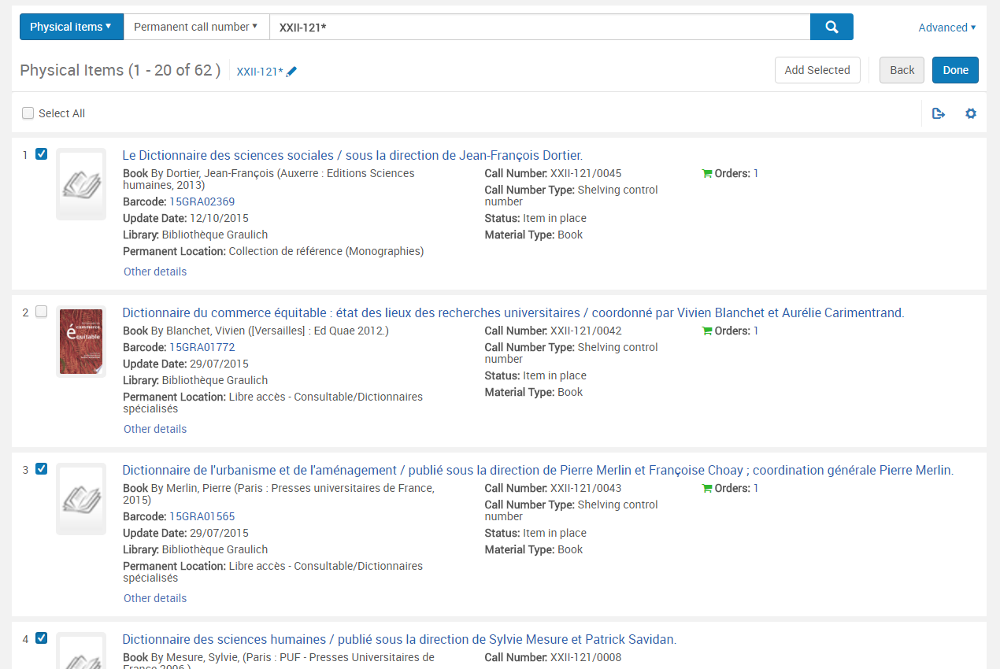 Physical items ▾ Permanent call number ▾ XXII-121* Advanced ▾
Physical Items (1 - 20 of 62 ) XXII-121* Add Selected Back Done
Select All
1 Le Dictionnaire des sciences sociales / sous la direction de Jean-François Dortier.
Book By Dortier, Jean-François (Auxerre : Editions Sciences
humaines, 2013)
Barcode: 15GRA02369
Update Date: 12/10/2015
Library: Bibliothèque Graulich
Permanent Location: Collection de référence (Monographies)
Other details
Call Number: XXII-121/0045
Call Number Type: Shelving control
number
Status: Item in place
Material Type: Book
Orders: 1
2 Dictionnaire du commerce équitable : état des lieux des recherches universitaires / coordonné par Vivien Blanchet et Aurélie Carimentrand.
commerce
équitable
Book By Blanchet, Vivien ([Versailles] : Ed Quae 2012.)
Barcode: 15GRA01772
Update Date: 29/07/2015
Library: Bibliothèque Graulich
Permanent Location: Libre accès - Consultable/Dictionnaires
spécialisés
Other details
Call Number: XXII-121/0042
Call Number Type: Shelving control
number
Status: Item in place
Material Type: Book
Orders: 1
3 Dictionnaire de l'urbanisme et de l'aménagement / publié sous la direction de Pierre Merlin et Françoise Choay ; coordination générale Pierre Merlin.
Book By Merlin, Pierre (Paris : Presses universitaires de France,
2015)
Barcode: 15GRA01565
Update Date: 29/07/2015
Library: Bibliothèque Graulich
Permanent Location: Libre accès - Consultable/Dictionnaires
spécialisés
Other details
Call Number: XXII-121/0043
Call Number Type: Shelving control
number
Status: Item in place
Material Type: Book
Orders: 1
4 Dictionnaire des sciences humaines / publié sous la direction de Sylvie Mesure et Patrick Savidan.
Book By Mesure, Sylvie, (Paris : PUF - Presses Universitaires de
France 2006.)
Call Number: XXII-121/0008